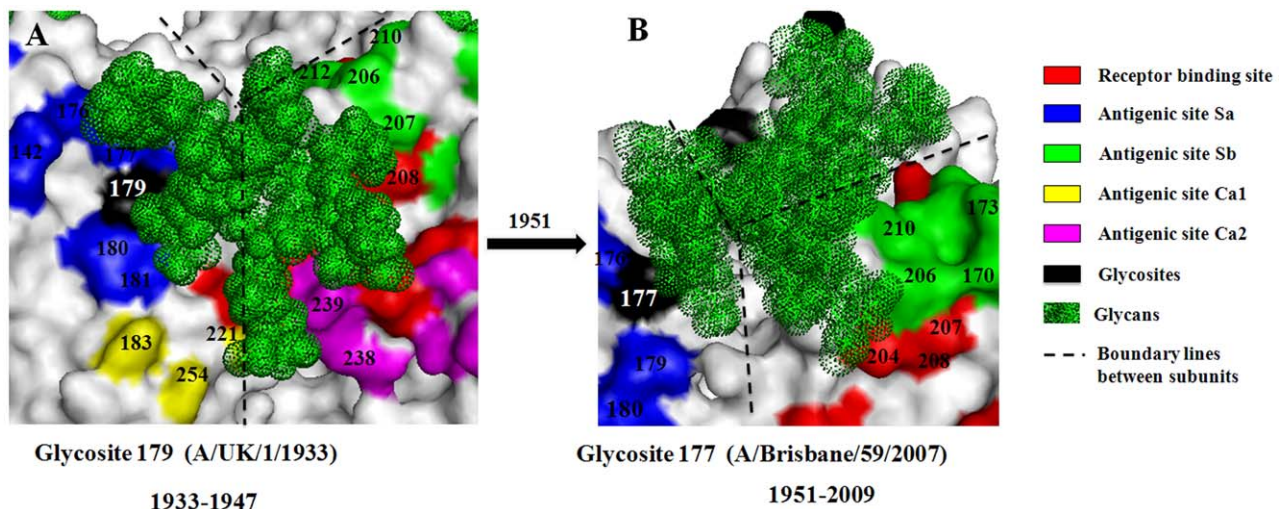 A
210
212
206
176
207
177
142
208
179
180
181
239
221
183
238
254
Glycosite 179 (A/UK/1/1933)
1933-1947
1951
B
173
210
176
206
170
177
207
204
208
179
180
Glycosite 177 (A/Brisbane/59/2007)
1951-2009
Receptor binding site
Antigenic site Sa
Antigenic site Sb
Antigenic site Ca1
Antigenic site Ca2
Glycosites
Glycans
Boundary lines
between subunits